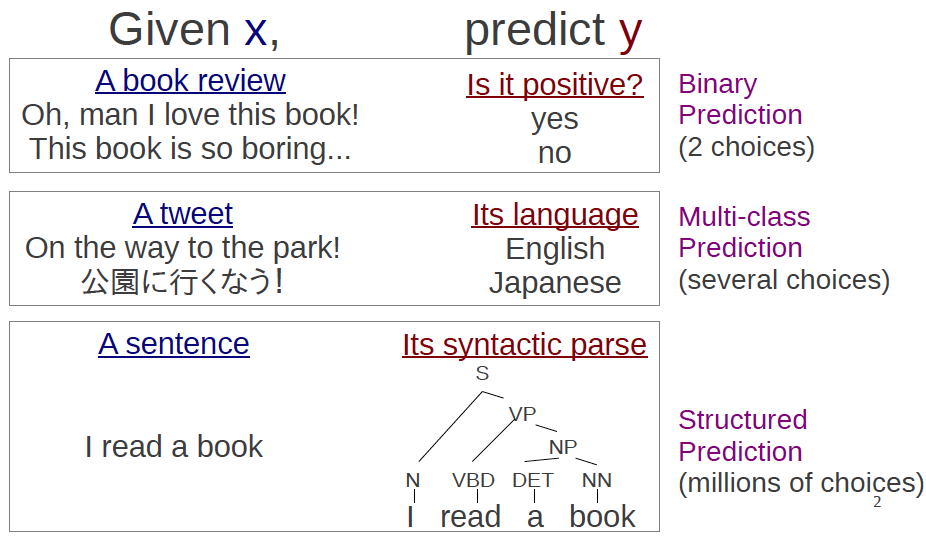 Given x, predict y
A book review
Oh, man I love this book!
This book is so boring...
Is it positive?
yes
no
Binary
Prediction
(2 choices)
A tweet
On the way to the park!
公園に行くなう!
Its language
English
Japanese
Multi-class
Prediction
(several choices)
A sentence
I read a book
Its syntactic parse
S
VP
NP
N VBD DET NN
I read a book
Structured
Prediction
(millions of choices)
2